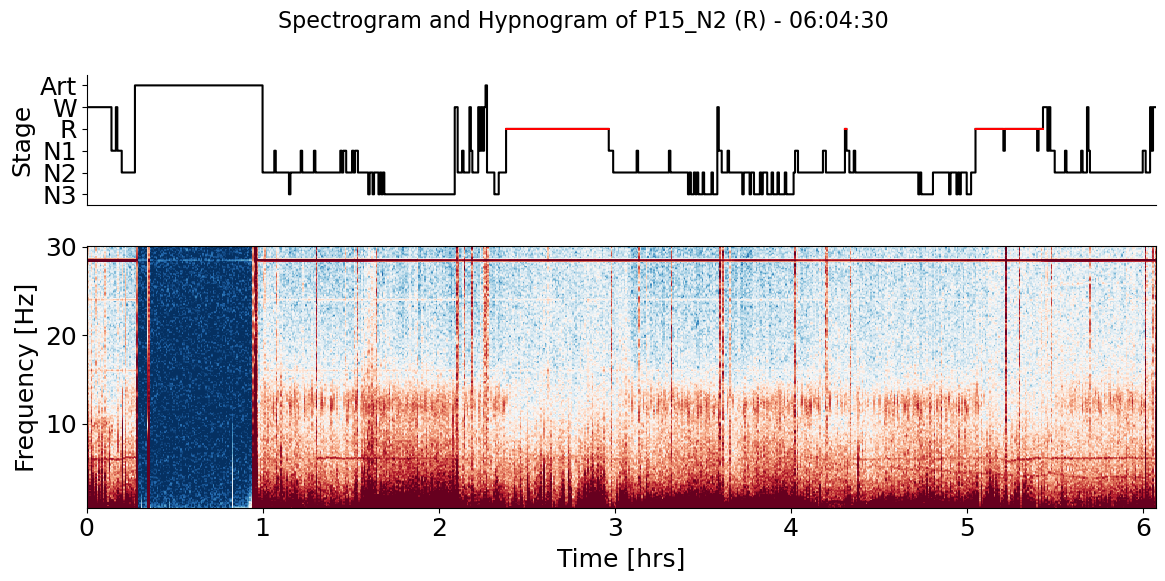 Spectrogram and Hypnogram of P15_N2 (R) - 06:04:30
Stage
Art
W
R
N1
N2
N3
Frequency [Hz]
30
20
10
0 1 2 3 4 5 6
Time [hrs]